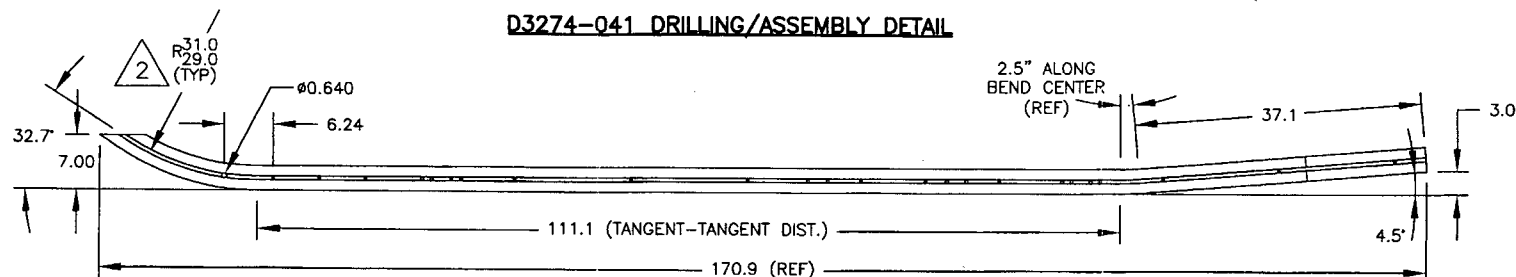 D3274-041 DRILLING/ASSEMBLY DETAIL
R31.0
29.0
(TYP)
2
ø0.640
2.5" ALONG
BEND CENTER
(REF)
37.1
3.0
32.7°
7.00
6.24
111.1 (TANGENT-TANGENT DIST.)
4.5°
170.9 (REF)